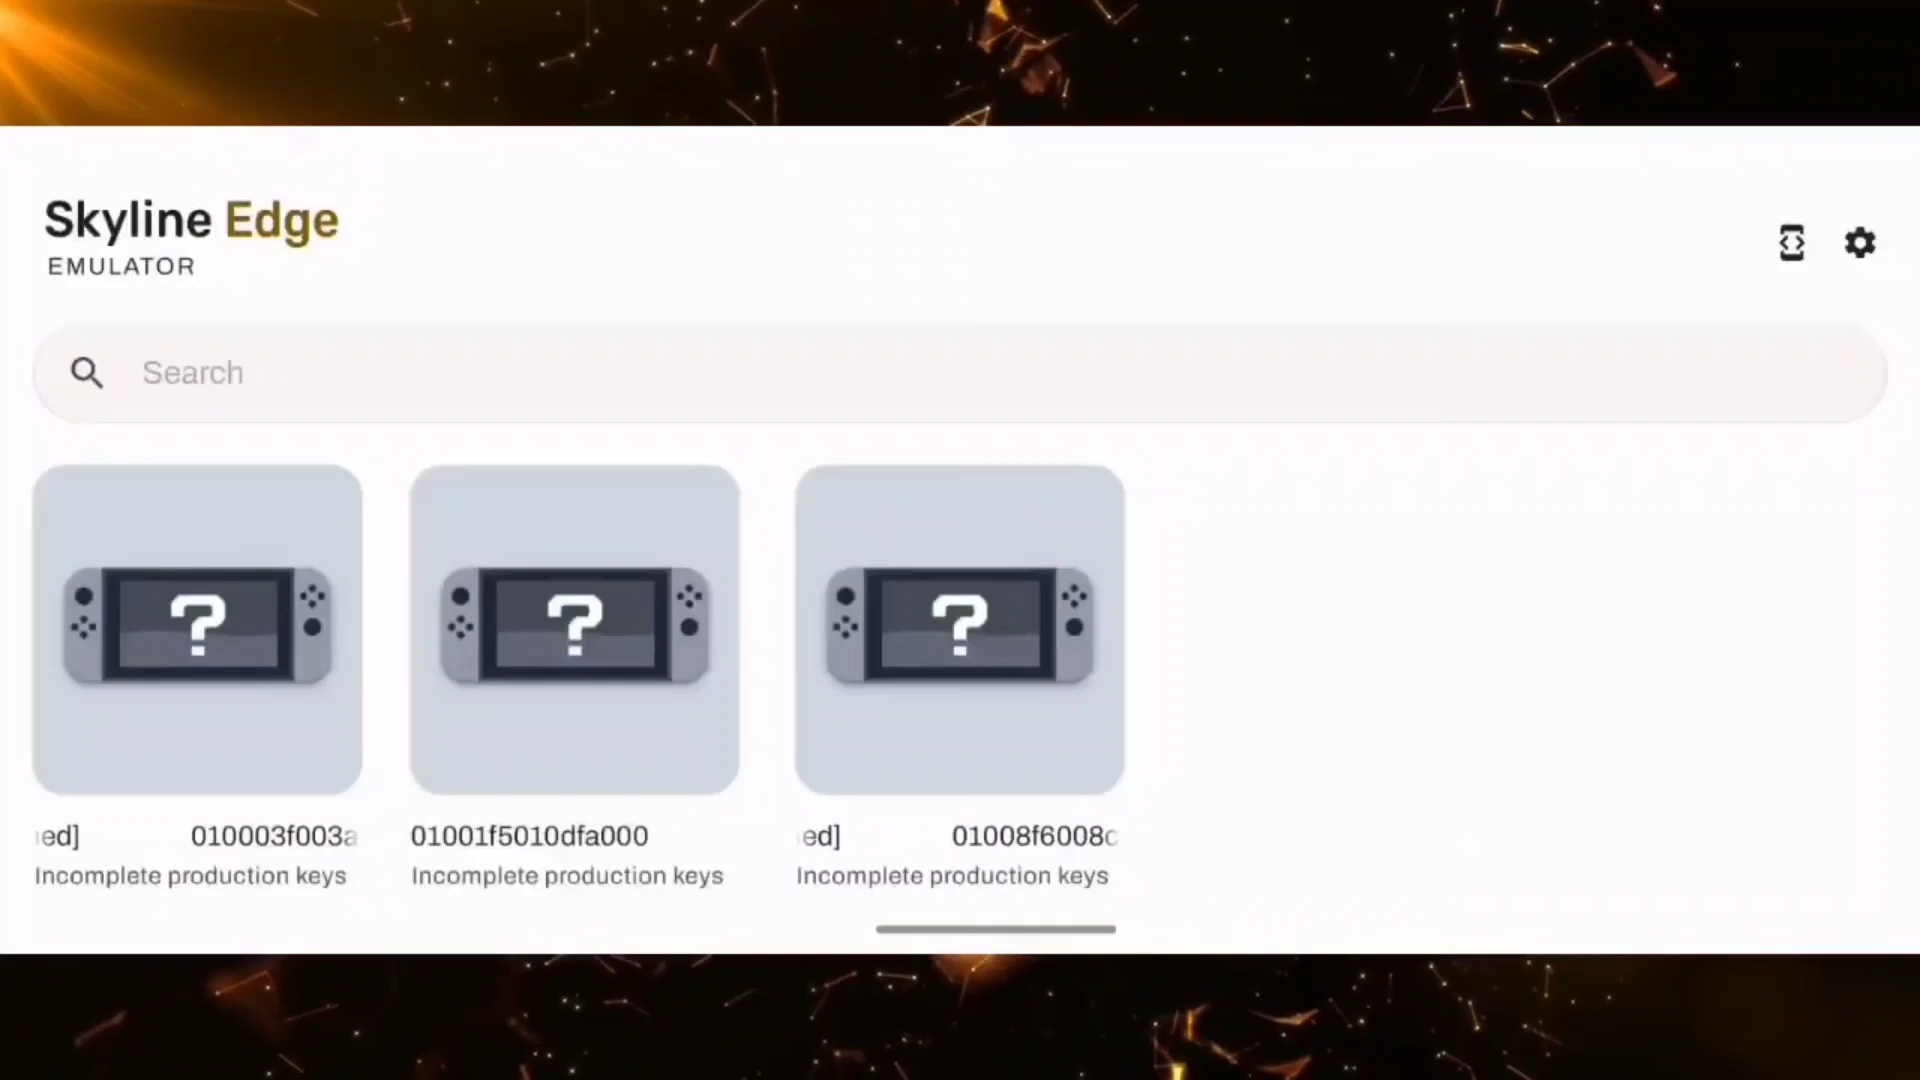 Skyline Edge
EMULATOR
Search
ed] 010003f003a
01001f5010dfa000
ed] 01008f6008c
Incomplete production keys
Incomplete production keys
Incomplete production keys